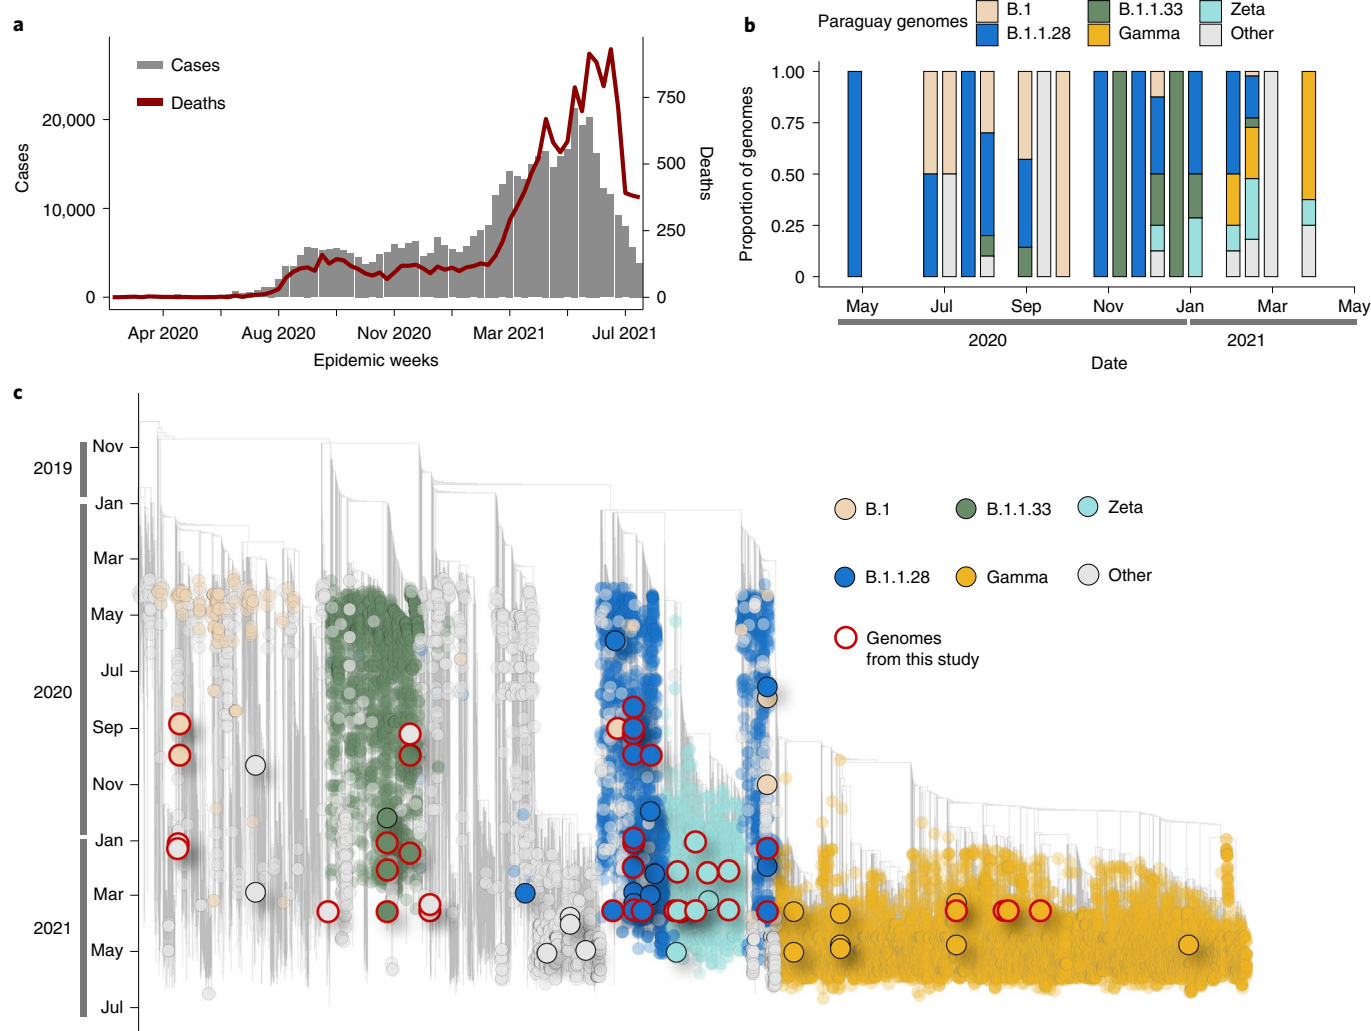 a
Cases
Deaths
20,000
10,000
0
Cases
750
500
250
0
Deaths
Apr 2020
Aug 2020
Nov 2020
Mar 2021
Jul 2021
Epidemic weeks
b
Paraguay genomes
B.1
B.1.1.33
Zeta
B.1.1.28
Gamma
Other
1.00
0.75
0.50
0.25
0
Proportion of genomes
May
Jul
Sep
Nov
Jan
Mar
May
2020
2021
Date
c
Nov
2019
Jan
Mar
May
Jul
2020
Sep
Nov
Jan
Mar
2021
May
Jul
B.1
B.1.1.33
Zeta
B.1.1.28
Gamma
Other
Genomes
from this study